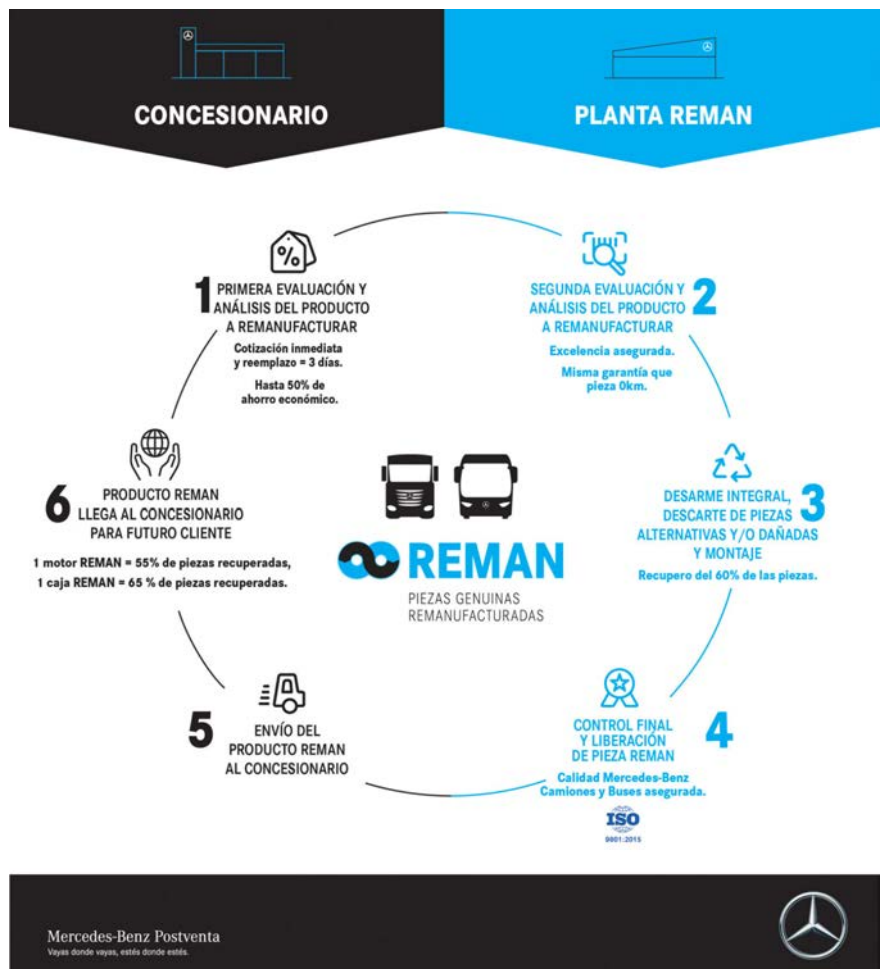 CONCESIONARIO
PLANTA REMAN
1
PRIMERA EVALUACIÓN Y
ANÁLISIS DEL PRODUCTO
A REMANUFACTURAR
Cotización inmediata
y reemplazo = 3 días.
Hasta 50% de
ahorro económico.
2
SEGUNDA EVALUACIÓN Y
ANÁLISIS DEL PRODUCTO
A REMANUFACTURAR
Excelencia asegurada.
Misma garantía que
pieza 0km.
3
DESARME INTEGRAL,
DESCARTE DE PIEZAS
ALTERNATIVAS Y/O DAÑADAS
Y MONTAJE
Recupero del 60% de las piezas.
4
CONTROL FINAL
Y LIBERACIÓN
DE PIEZA REMAN
Calidad Mercedes-Benz
Camiones y Buses asegurada.
ISO
9001:2015
5
ENVÍO DEL
PRODUCTO REMAN
AL CONCESIONARIO
6
PRODUCTO REMAN
LLEGA AL CONCESIONARIO
PARA FUTURO CLIENTE
1 motor REMAN = 55% de piezas recuperadas,
1 caja REMAN = 65 % de piezas recuperadas.
REMAN
PIEZAS GENUINAS
REMANUFACTURADAS
Mercedes-Benz Postventa
Vayas donde vayas, estés donde estés.